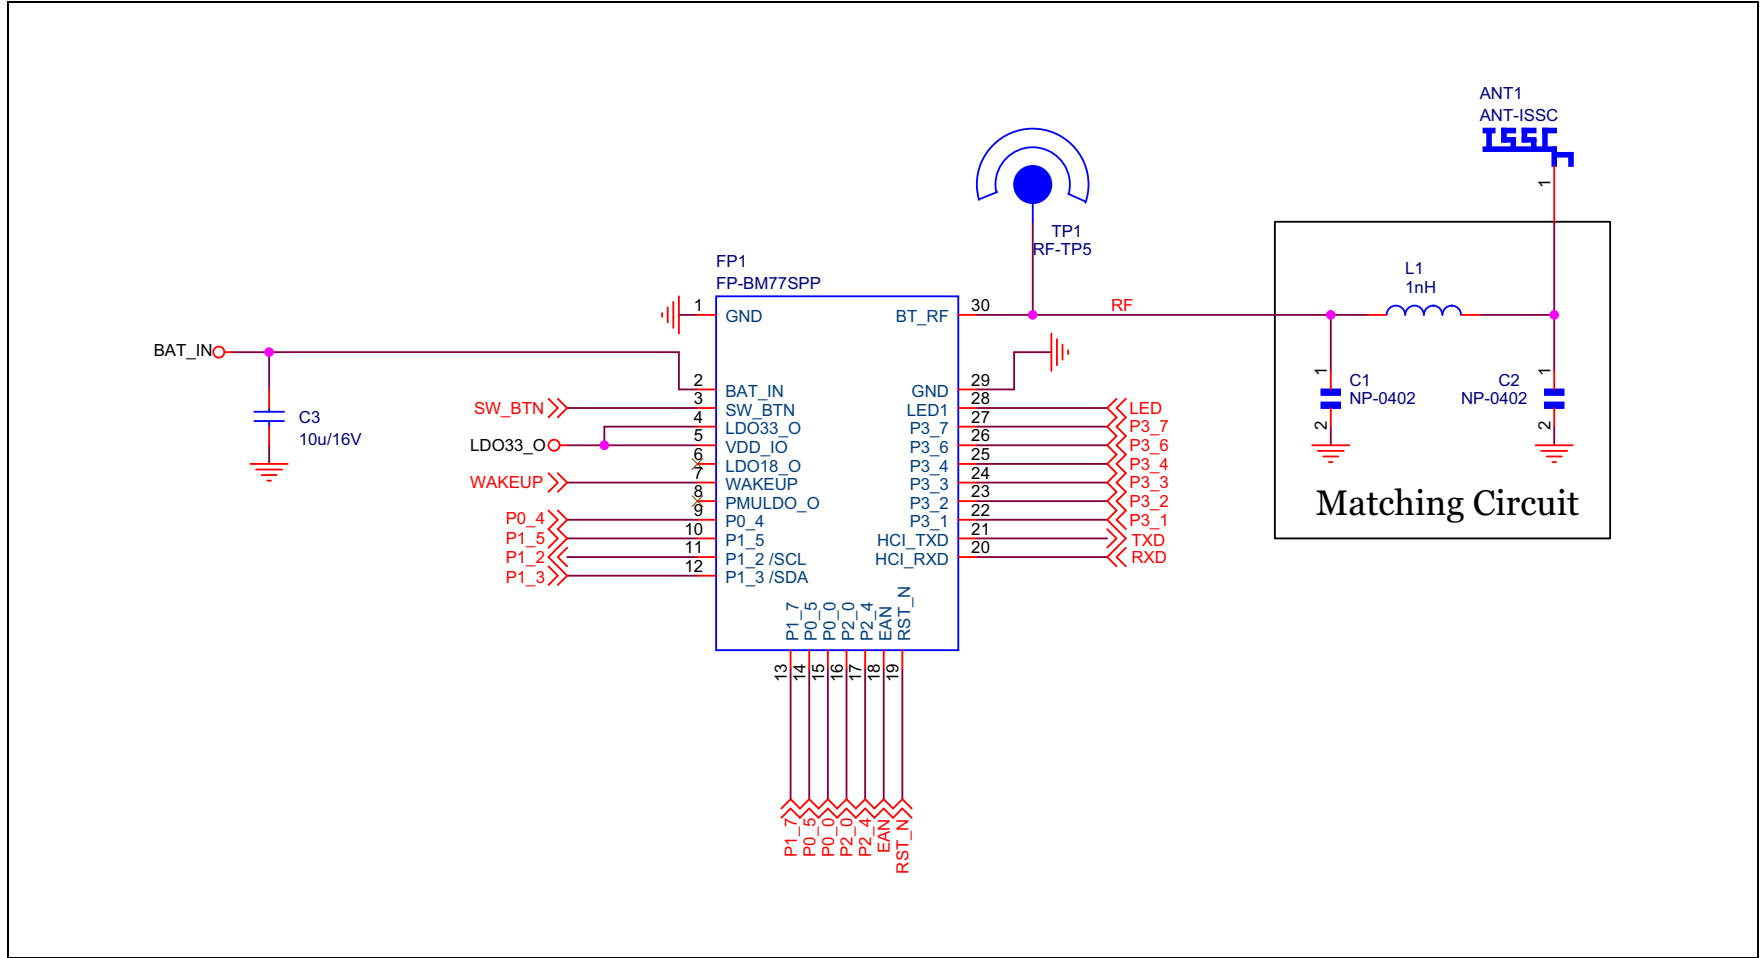 ANT1
ANT-ISSC
ISSC
1
TP1
RF-TP5
L1
1nH
FP1
FP-BM77SPP
1
GND
30
BT_RF
RF
BAT_IN
2
BAT_IN
29
GND
3
SW_BTN
SW_BTN
28
LED1
LED
4
LDO33_O
27
P3_7
P3_7
LDO33_O
5
VDD_IO
26
P3_6
P3_6
6
LDO18_O
25
P3_4
P3_4
WAKEUP
7
WAKEUP
24
P3_3
P3_3
8
PMULDO_O
23
P3_2
P3_2
P0_4
9
P0_4
22
P3_1
P3_1
P1_5
10
P1_5
21
HCI_TXD
TXD
P1_2
11
P1_2 /SCL
20
HCI_RXD
RXD
P1_3
12
P1_3 /SDA
C3
10u/16V
1
C1
NP-0402
2
1
C2
NP-0402
2
Matching Circuit
P1_7
P0_5
P0_0
P2_0
P2_4
EAN
RST_N
13
14
15
16
17
18
19
P1_7
P0_5
P0_0
P2_0
P2_4
EAN
RST_N